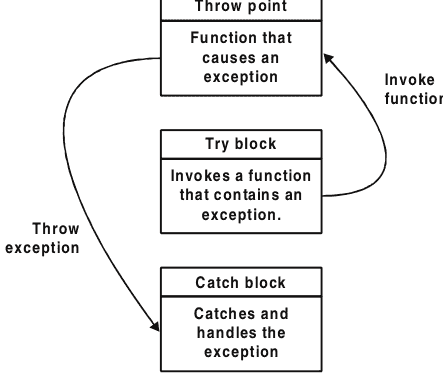 Throw point
Function that
causes an
exception
Invoke
function
Try block
Invokes a function
that contains an
exception.
Throw
exception
Catch block
Catches and
handles the
exception